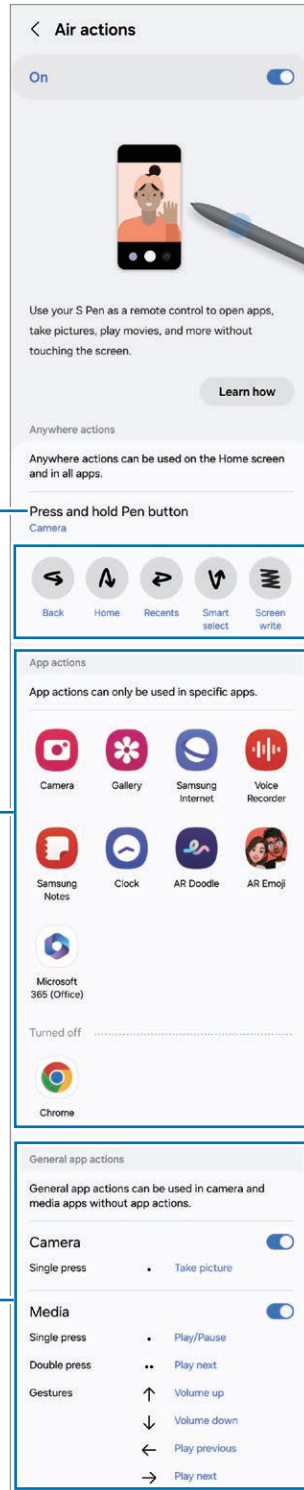 Air actions
On
Use your S Pen as a remote control to open apps,
take pictures, play movies, and more without
touching the screen.
Learn how
Anywhere actions
Anywhere actions can be used on the Home screen
and in all apps.
Press and hold Pen button
Camera
Back Home Recents Smart select Screen write
App actions
App actions can only be used in specific apps.
Camera Gallery Samsung Internet Voice Recorder
Samsung Notes Clock AR Doodle AR Emoji
Microsoft 365 (Office)
Turned off
Chrome
General app actions
General app actions can be used in camera and
media apps without app actions.
Camera
Single press Take picture
Media
Single press Play/Pause
Double press Play next
Gestures ↑ Volume up
↓ Volume down
← Play previous
→ Play next